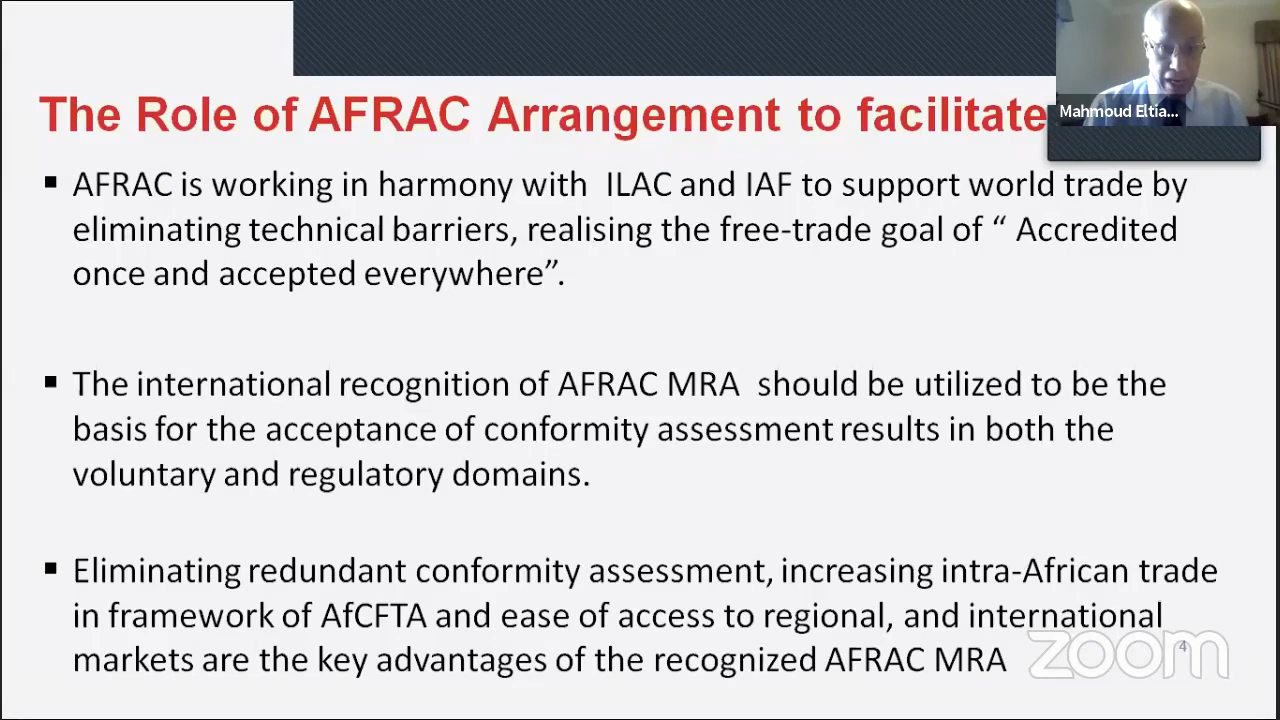 The Role of AFRAC Arrangement to facilitate
Mahmoud Eltia...
▪ AFRAC is working in harmony with ILAC and IAF to support world trade by
eliminating technical barriers, realising the free-trade goal of “ Accredited
once and accepted everywhere”.
▪ The international recognition of AFRAC MRA should be utilized to be the
basis for the acceptance of conformity assessment results in both the
voluntary and regulatory domains.
▪ Eliminating redundant conformity assessment, increasing intra-African trade
in framework of AfCFTA and ease of access to regional, and international
markets are the key advantages of the recognized AFRAC MRA
zoom
4